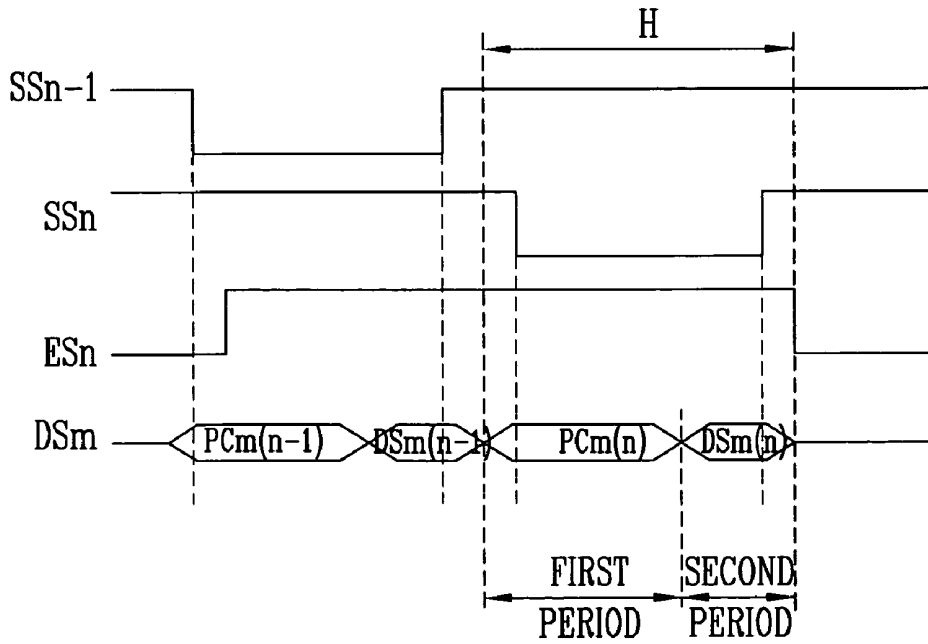 H
SSn-1
SSn
ESn
DSm
PCm(n-1)
DSm(n-1)
PCm(n)
DSm(n)
FIRST PERIOD
SECOND PERIOD